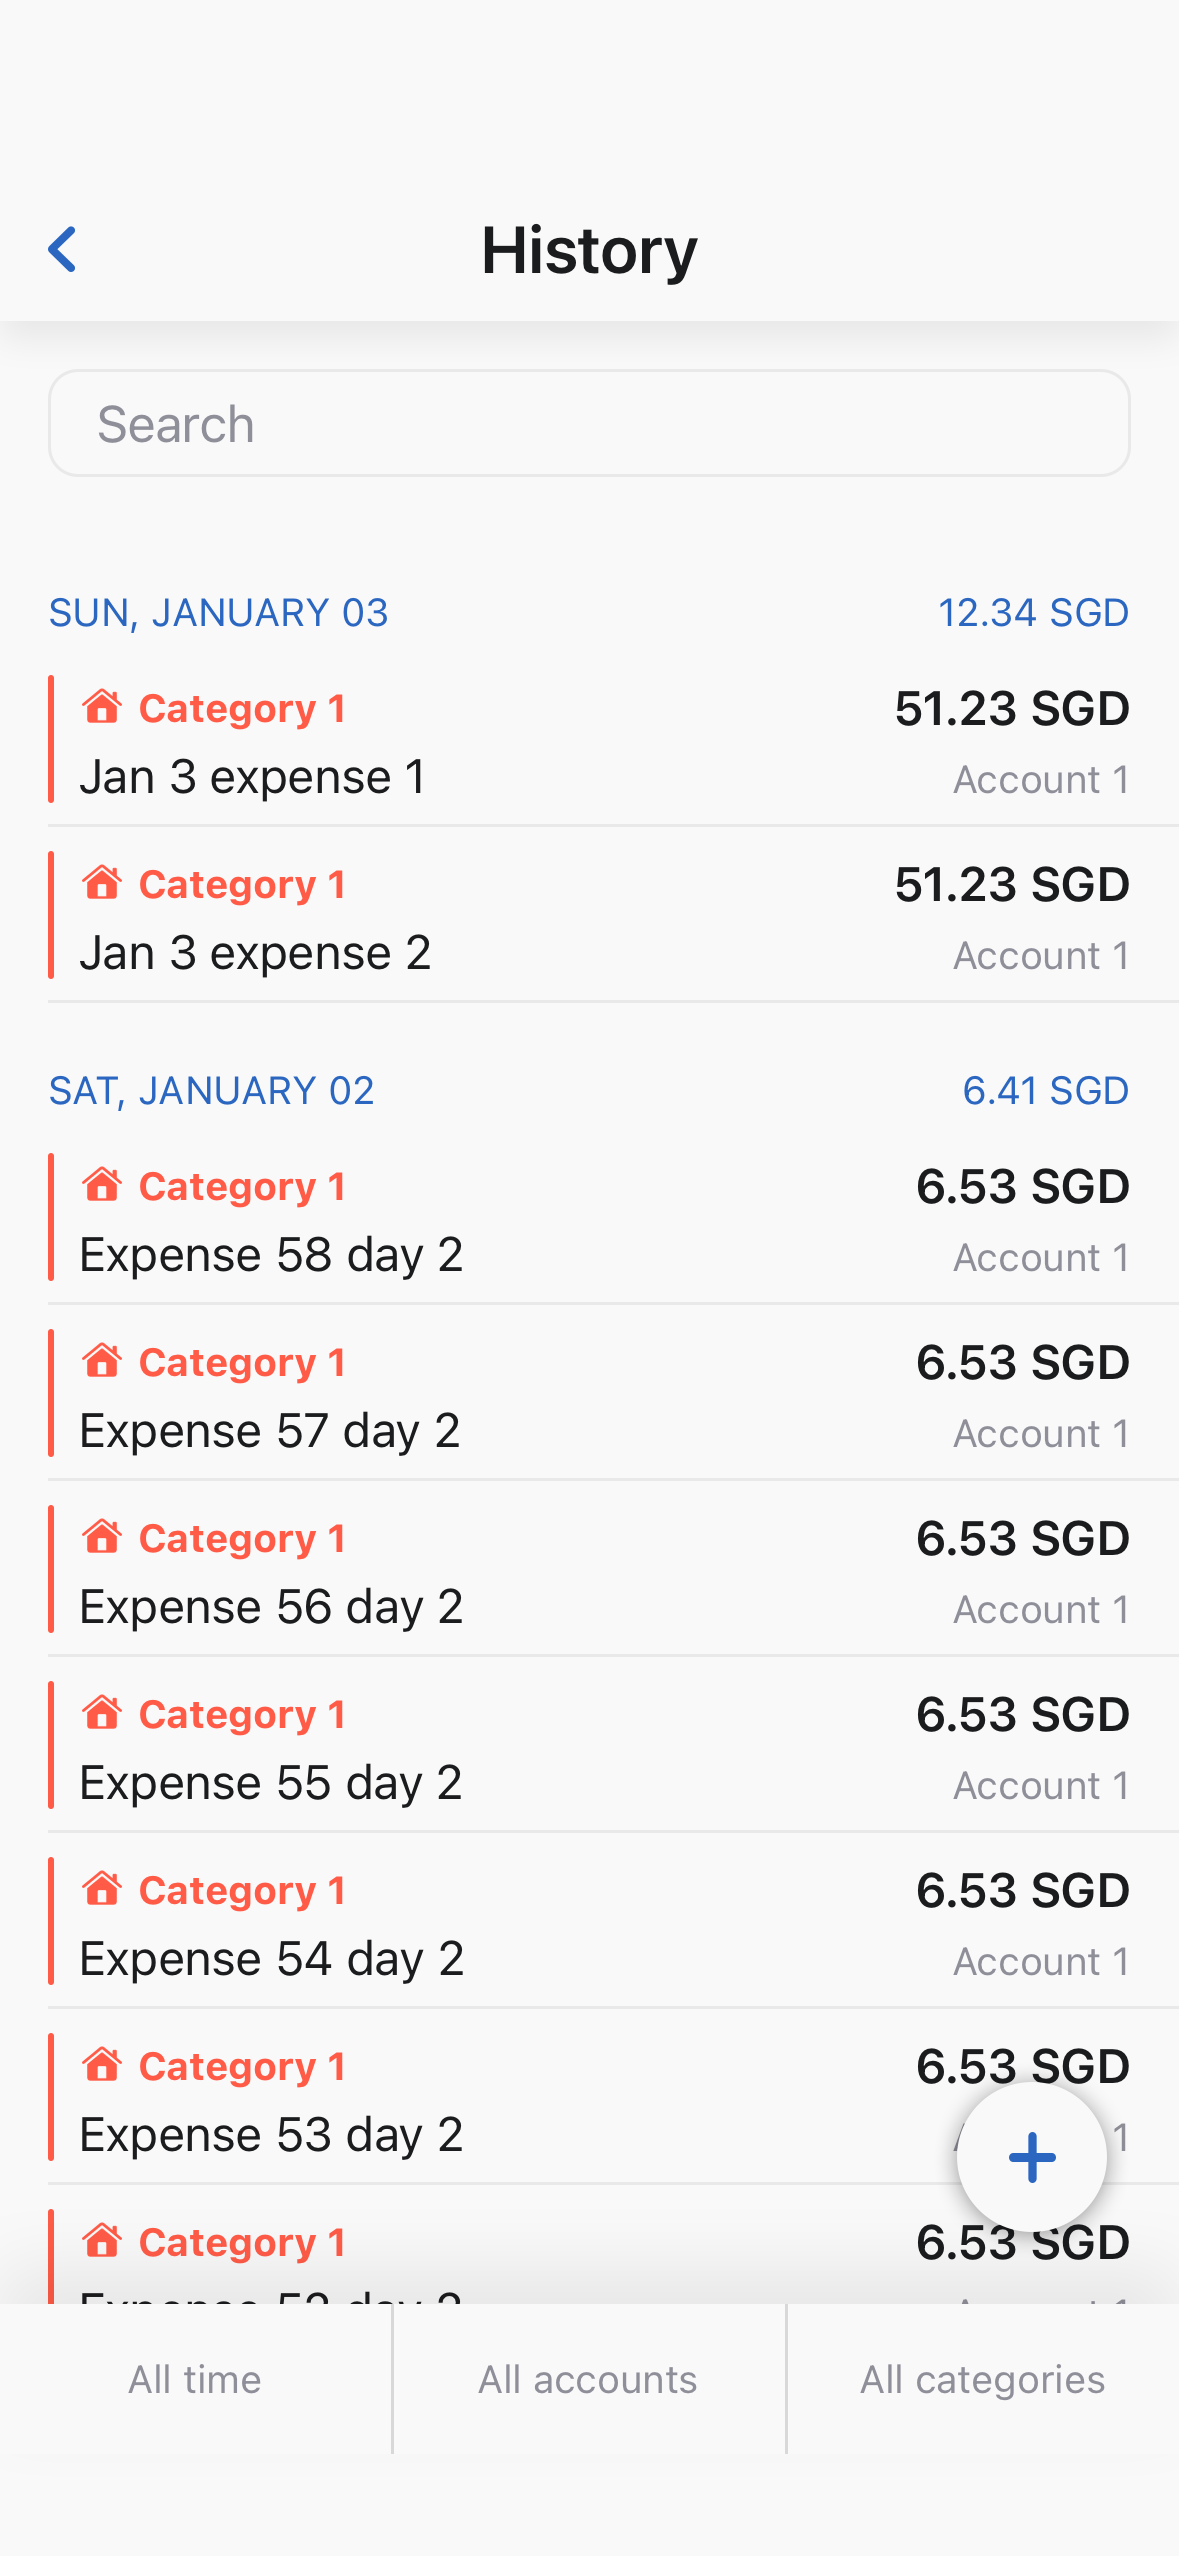 History
Search
SUN, JANUARY 03 12.34 SGD
Category 1 51.23 SGD
Jan 3 expense 1 Account 1
Category 1 51.23 SGD
Jan 3 expense 2 Account 1
SAT, JANUARY 02 6.41 SGD
Category 1 6.53 SGD
Expense 58 day 2 Account 1
Category 1 6.53 SGD
Expense 57 day 2 Account 1
Category 1 6.53 SGD
Expense 56 day 2 Account 1
Category 1 6.53 SGD
Expense 55 day 2 Account 1
Category 1 6.53 SGD
Expense 54 day 2 Account 1
Category 1 6.53 SGD
Expense 53 day 2 1
Category 1 6.53 SGD
All time All accounts All categories